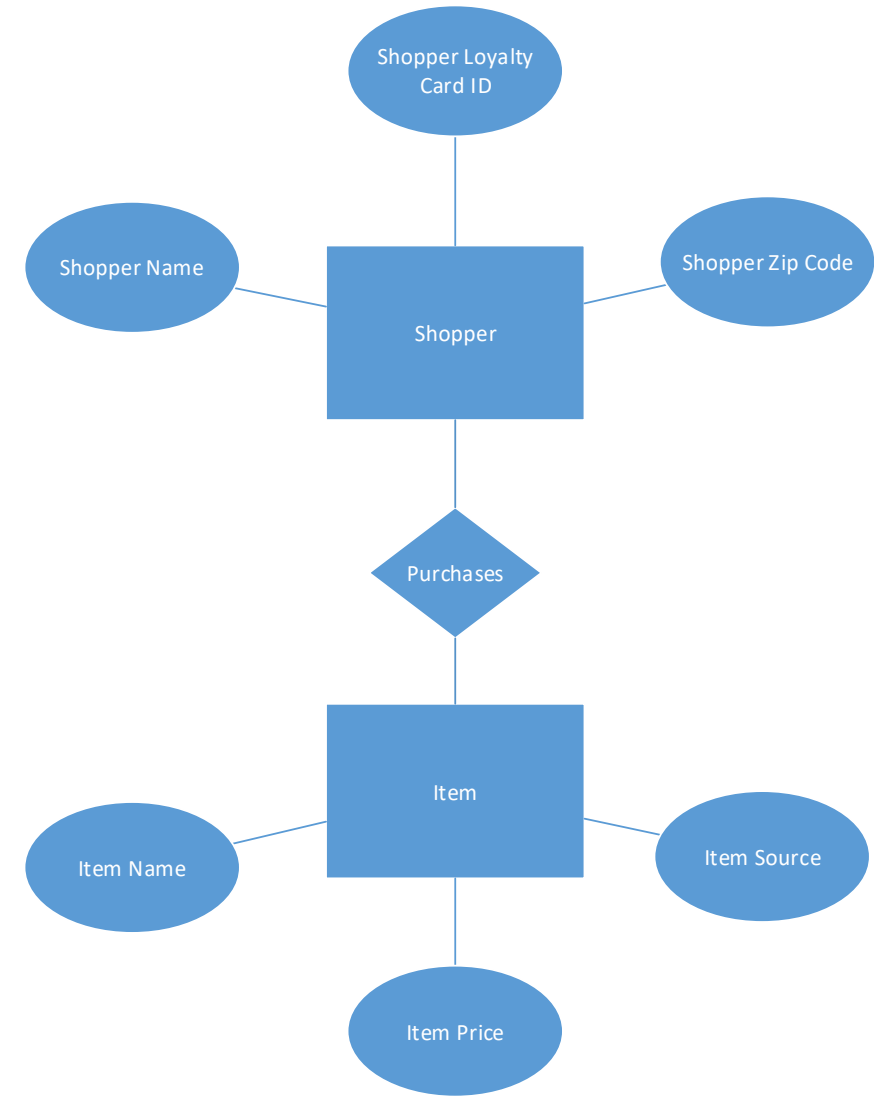 Shopper Loyalty
Card ID
Shopper Name
Shopper Zip Code
Shopper
Purchases
Item
Item Name
Item Source
Item Price